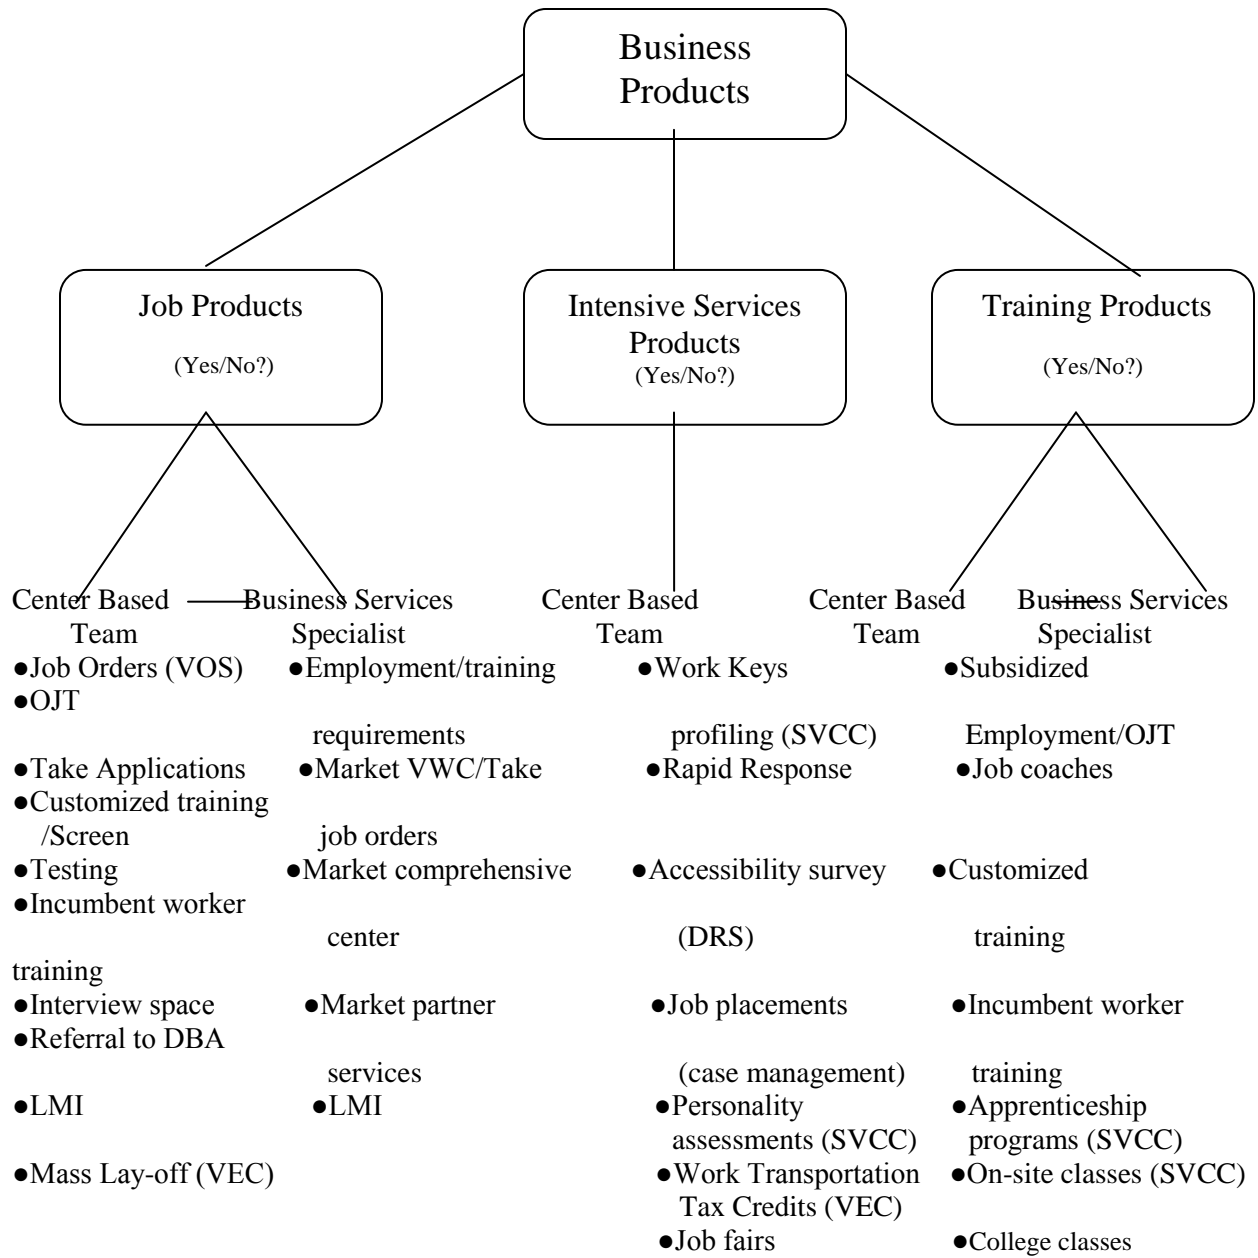 Business
Products
Job Products
(Yes/No?)
Intensive Services
Products
(Yes/No?)
Training Products
(Yes/No?)
Center Based Business Services Center Based Center Based Business Services
Team Specialist Team Team Specialist
●Job Orders (VOS) ●Employment/training ●Work Keys ●Subsidized
●OJT
requirements profiling (SVCC) Employment/OJT
●Take Applications ●Market VWC/Take ●Rapid Response ●Job coaches
●Customized training
/Screen job orders
●Testing ●Market comprehensive ●Accessibility survey ●Customized
●Incumbent worker
center (DRS) training
training
●Interview space ●Market partner ●Job placements ●Incumbent worker
●Referral to DBA
services (case management) training
●LMI ●LMI ●Personality ●Apprenticeship
assessments (SVCC) programs (SVCC)
●Mass Lay-off (VEC) ●Work Transportation ●On-site classes (SVCC)
Tax Credits (VEC)
●Job fairs ●College classes